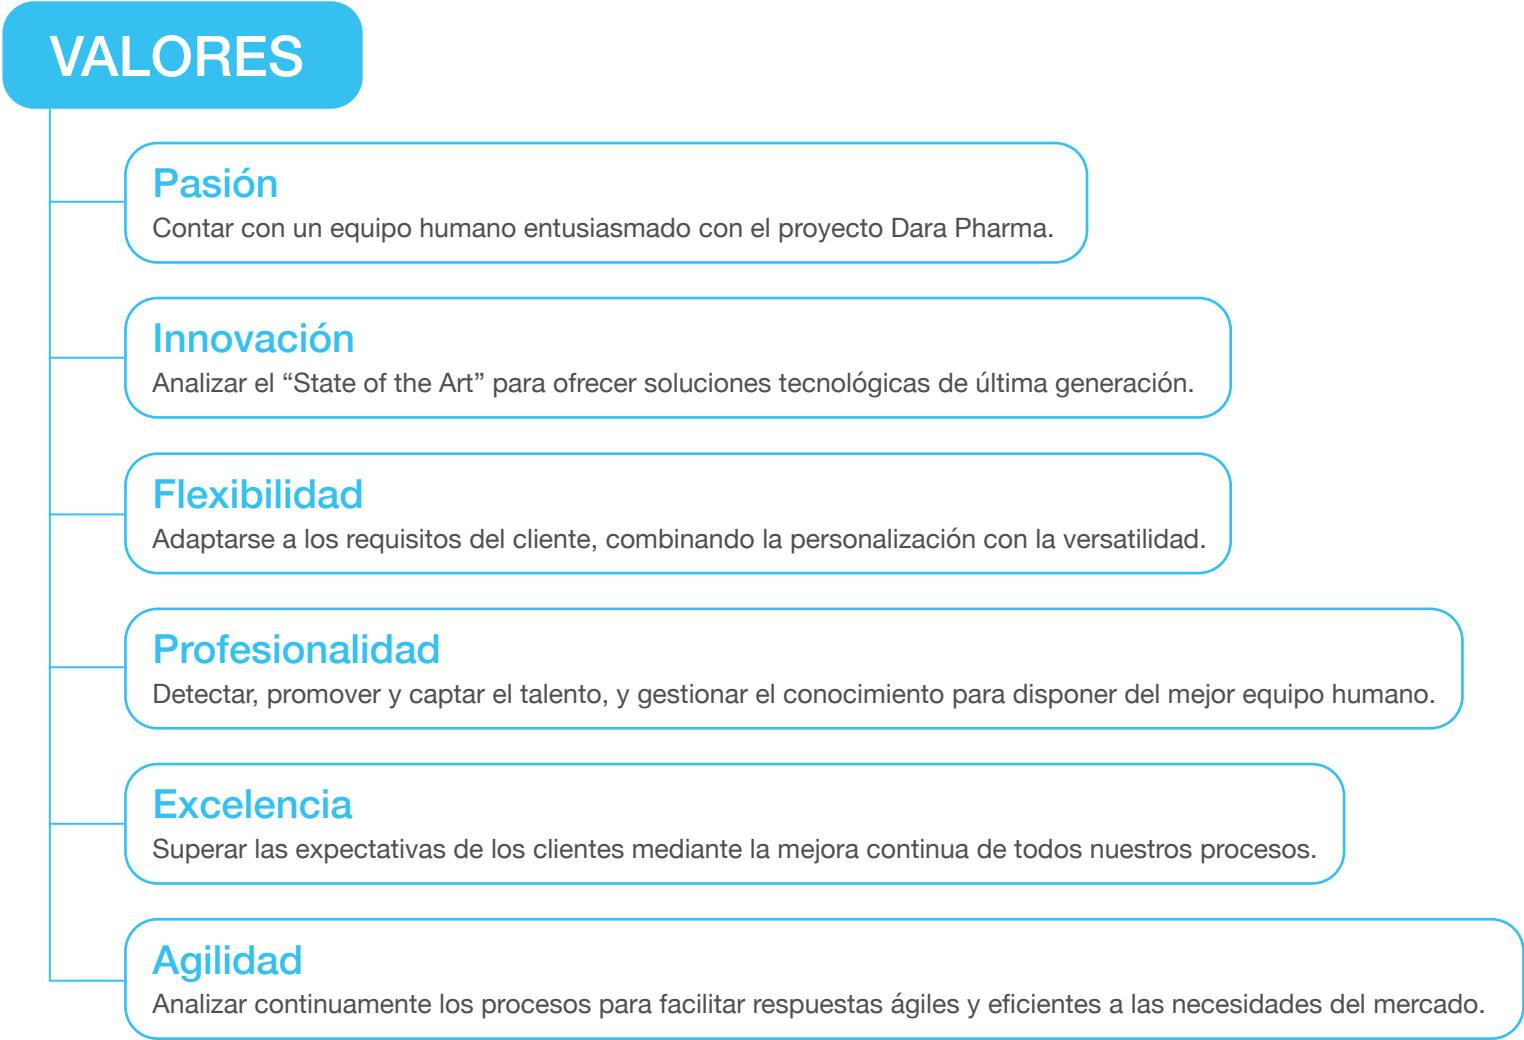 VALORES
Pasión
Contar con un equipo humano entusiasmado con el proyecto Dara Pharma.
Innovación
Analizar el “State of the Art” para ofrecer soluciones tecnológicas de última generación.
Flexibilidad
Adaptarse a los requisitos del cliente, combinando la personalización con la versatilidad.
Profesionalidad
Detectar, promover y captar el talento, y gestionar el conocimiento para disponer del mejor equipo humano.
Excelencia
Superar las expectativas de los clientes mediante la mejora continua de todos nuestros procesos.
Agilidad
Analizar continuamente los procesos para facilitar respuestas ágiles y eficientes a las necesidades del mercado.